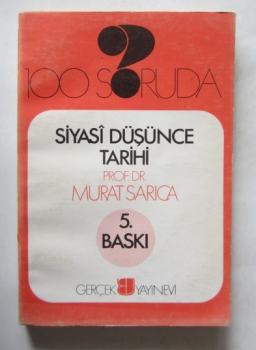 100 SORUDA
SİYASÎ DÜŞÜNCE
TARİHİ
PROF. DR.
MURAT SARICA
5.
BASKI
GERÇEK YAYINEVİ